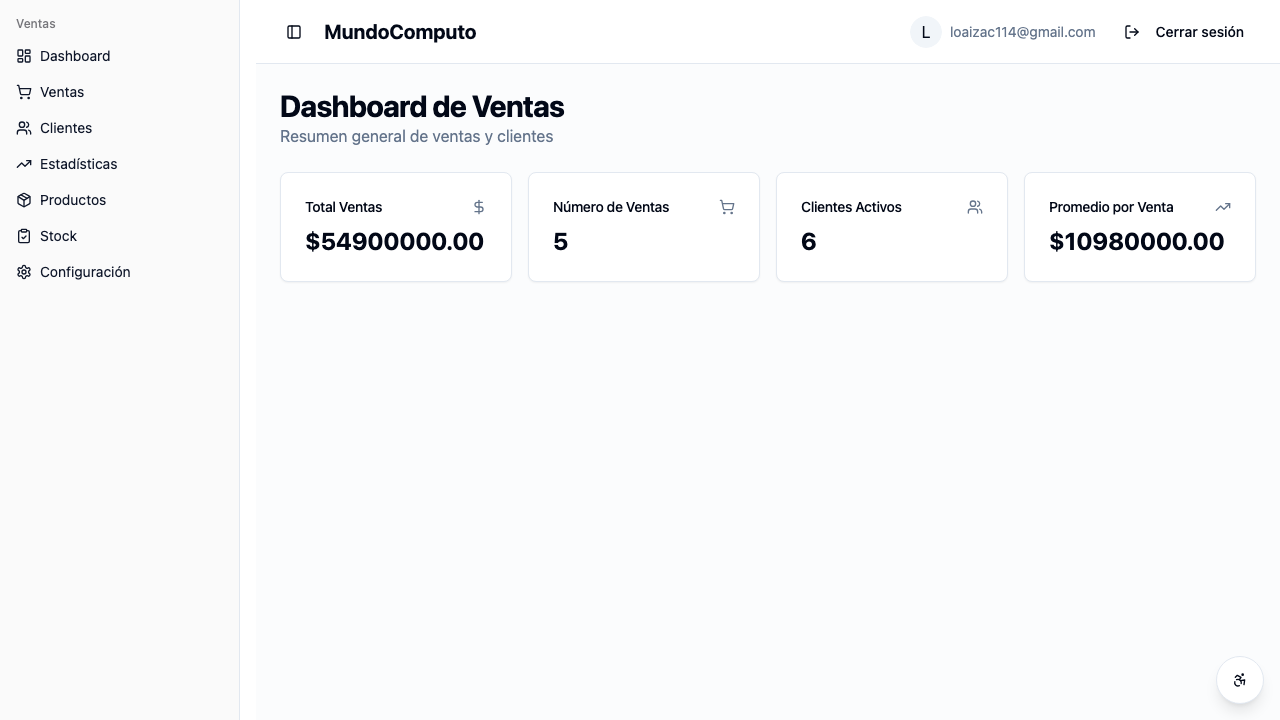 Ventas
Dashboard
Ventas
Clientes
Estadísticas
Productos
Stock
Configuración
MundoComputo
L
loaizac114@gmail.com
Cerrar sesión
Dashboard de Ventas
Resumen general de ventas y clientes
Total Ventas
$54900000.00
Número de Ventas
5
Clientes Activos
6
Promedio por Venta
$10980000.00